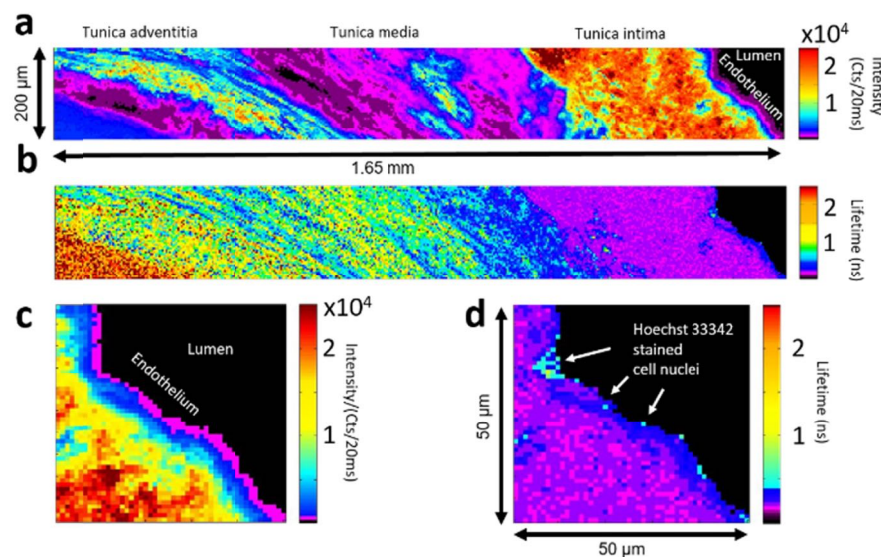 a
Tunica adventitia
Tunica media
Tunica intima
x10⁴
200 µm
Lumen
Endothelium
2
1
Intensity
(Cts/20ms)
b
1.65 mm
2
1
Lifetime (ns)
c
Lumen
Endothelium
x10⁴
2
1
Intensity/(Cts/20ms)
d
50 µm
Hoechst 33342
stained
cell nuclei
2
1
Lifetime (ns)
50 µm